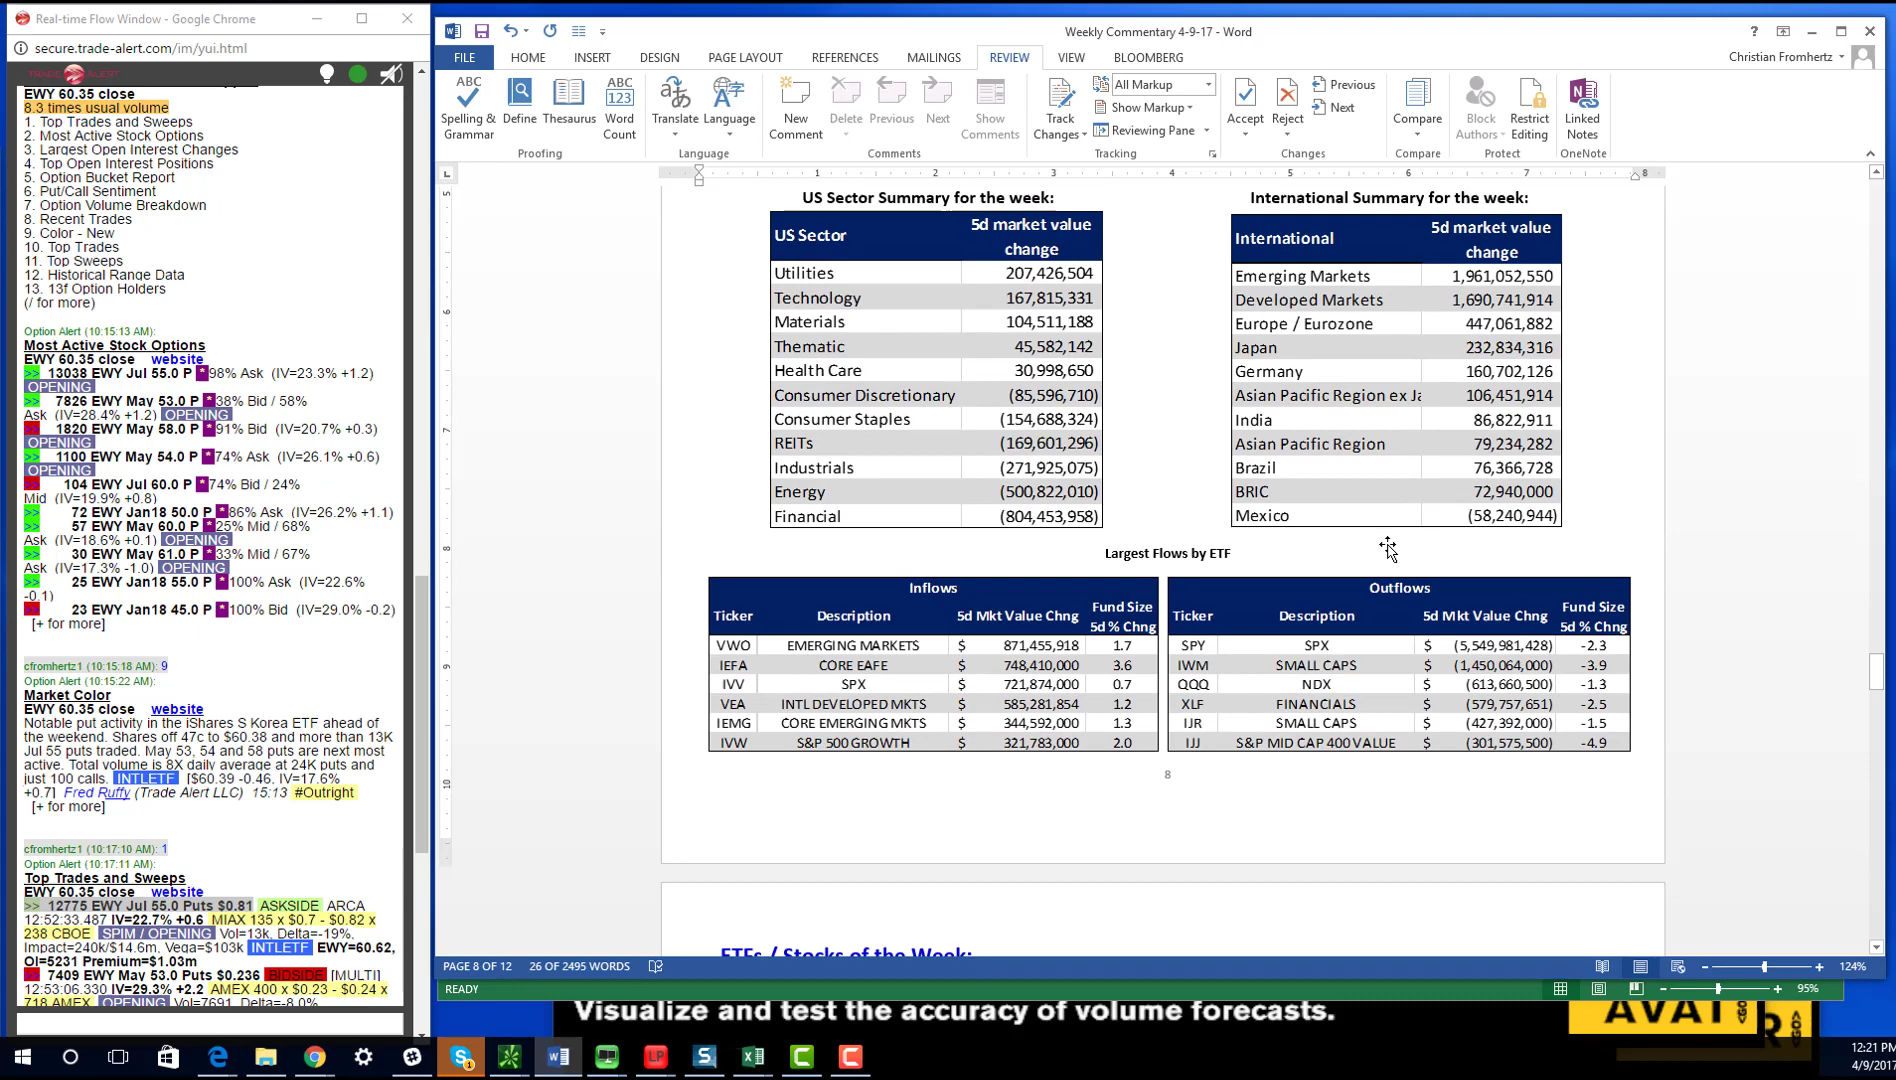 Real-time Flow Window - Google Chrome
secure.trade-alert.com/im/yui.html
TRADE ALERT
EWY 60.35 close
8.3 times usual volume
1. Top Trades and Sweeps
2. Most Active Stock Options
3. Largest Open Interest Changes
4. Top Open Interest Positions
5. Option Bucket Report
6. Put/Call Sentiment
7. Option Volume Breakdown
8. Recent Trades
9. Color - New
10. Top Trades
11. Top Sweeps
12. Historical Range Data
13. 13f Option Holders
(/ for more)
Option Alert (10:15:13 AM):
Most Active Stock Options
EWY 60.35 close website
>> 13038 EWY Jul 55.0 P * 98% Ask (IV=23.3% +1.2)
OPENING
>> 7826 EWY May 53.0 P * 38% Bid / 58%
Ask (IV=28.4% +1.2) OPENING
>> 1820 EWY May 58.0 P * 91% Bid (IV=20.7% +0.3)
OPENING
>> 1100 EWY May 54.0 P * 74% Ask (IV=26.1% +0.6)
OPENING
>> 104 EWY Jul 60.0 P * 74% Bid / 24%
Mid (IV=19.9% +0.8)
>> 72 EWY Jan18 50.0 P * 86% Ask (IV=26.2% +1.1)
>> 57 EWY May 60.0 P * 25% Mid / 68%
Ask (IV=18.6% +0.1) OPENING
>> 30 EWY May 61.0 P * 33% Mid / 67%
Ask (IV=17.3% -1.0) OPENING
>> 25 EWY Jan18 55.0 P * 100% Ask (IV=22.6%
-0.1)
>> 23 EWY Jan18 45.0 P * 100% Bid (IV=29.0% -0.2)
[+ for more]
cfromhertz1 (10:15:18 AM): 9
Option Alert (10:15:22 AM):
Market Color
EWY 60.35 close website
Notable put activity in the iShares S Korea ETF ahead of
the weekend. Shares off 47c to $60.38 and more than 13K
Jul 55 puts traded. May 53, 54 and 58 puts are next most
active. Total volume is 8X daily average at 24K puts and
just 100 calls. INTLETF [$60.39 -0.46, IV=17.6%
+0.7] Fred Ruffy (Trade Alert LLC) 15:13 #Outright
[+ for more]
cfromhertz1 (10:17:10 AM): 1
Option Alert (10:17:11 AM):
Top Trades and Sweeps
EWY 60.35 close website
>> 12775 EWY Jul 55.0 Puts $0.81 ASKSIDE ARCA
12:52:33.487 IV=22.7% +0.6 MIAX 135 x $0.7 - $0.82 x
238 CBOE SPIM / OPENING Vol=13k, Delta=-19%,
Impact=240k/$14.6m, Vega=$103k INTLETF EWY=60.62,
OI=5231 Premium=$1.03m
>> 7409 EWY May 53.0 Puts $0.236 BIDSIDE [MULTI]
12:53:06.330 IV=29.3% +2.2 AMEX 400 x $0.23 - $0.24 x
718 AMEX OPENING Vol=7691, Delta=-8.0%,
Weekly Commentary 4-9-17 - Word
FILE HOME INSERT DESIGN PAGE LAYOUT REFERENCES MAILINGS REVIEW VIEW BLOOMBERG
Christian Fromhertz
Spelling & Grammar
Define
Thesaurus
Word Count
Translate
Language
New Comment
Delete
Previous
Next
Show Comments
Track Changes
All Markup
Show Markup
Reviewing Pane
Accept
Reject
Previous
Next
Compare
Block Authors
Restrict Editing
Linked Notes
Proofing Language Comments Tracking Changes Compare Protect OneNote
1 2 3 4 5 6 7 8
5
6
7
8
9
10
US Sector Summary for the week:
US Sector 5d market value change
Utilities 207,426,504
Technology 167,815,331
Materials 104,511,188
Thematic 45,582,142
Health Care 30,998,650
Consumer Discretionary (85,596,710)
Consumer Staples (154,688,324)
REITs (169,601,296)
Industrials (271,925,075)
Energy (500,822,010)
Financial (804,453,958)
International Summary for the week:
International 5d market value change
Emerging Markets 1,961,052,550
Developed Markets 1,690,741,914
Europe / Eurozone 447,061,882
Japan 232,834,316
Germany 160,702,126
Asian Pacific Region ex Ja 106,451,914
India 86,822,911
Asian Pacific Region 79,234,282
Brazil 76,366,728
BRIC 72,940,000
Mexico (58,240,944)
Largest Flows by ETF
Inflows
Ticker Description 5d Mkt Value Chng Fund Size 5d % Chng
VWO EMERGING MARKETS $ 871,455,918 1.7
IEFA CORE EAFE $ 748,410,000 3.6
IVV SPX $ 721,874,000 0.7
VEA INTL DEVELOPED MKTS $ 585,281,854 1.2
IEMG CORE EMERGING MKTS $ 344,592,000 1.3
IVW S&P 500 GROWTH $ 321,783,000 2.0
Outflows
Ticker Description 5d Mkt Value Chng Fund Size 5d % Chng
SPY SPX $ (5,549,981,428) -2.3
IWM SMALL CAPS $ (1,450,064,000) -3.9
QQQ NDX $ (613,660,500) -1.3
XLF FINANCIALS $ (579,757,651) -2.5
IJR SMALL CAPS $ (427,392,000) -1.5
IJJ S&P MID CAP 400 VALUE $ (301,575,500) -4.9
8
ETFs / Stocks of the Week:
PAGE 8 OF 12 26 OF 2495 WORDS
124%
READY
95%
Visualize and test the accuracy of volume forecasts.
12:21 PM
4/9/2017